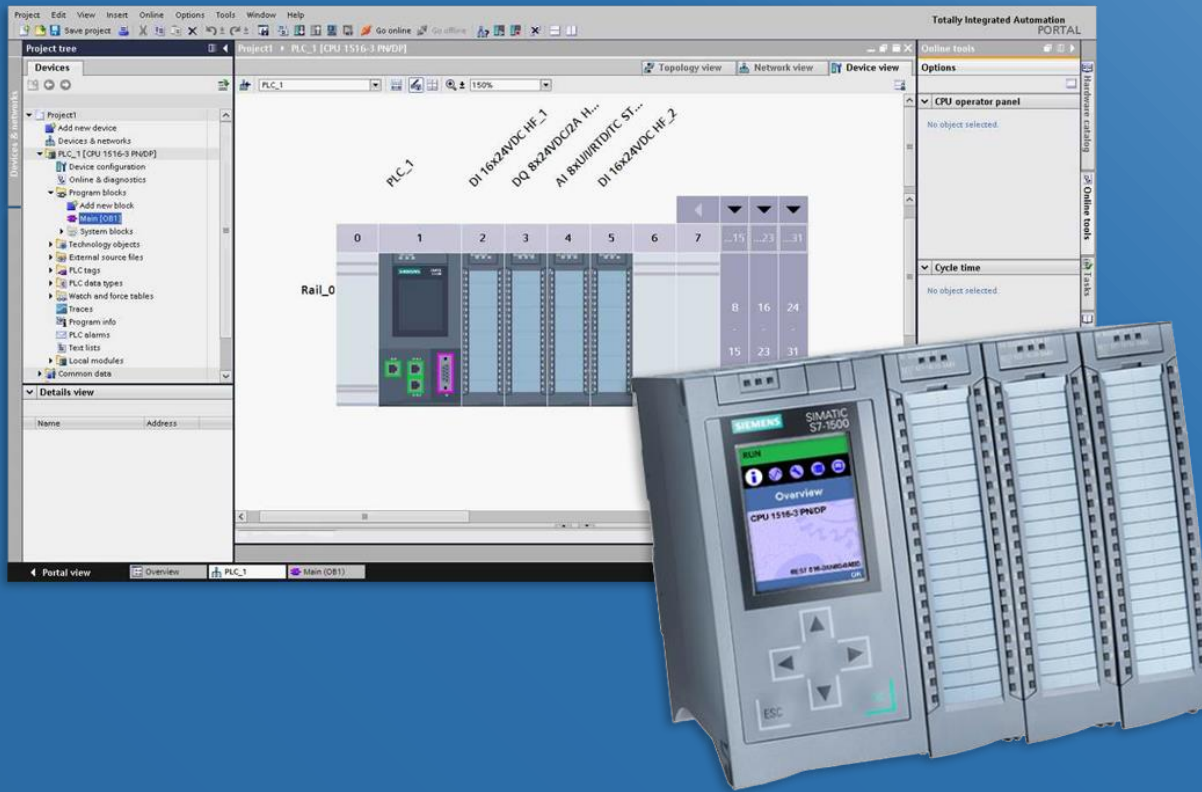 Project Edit View Insert Online Options Tools Window Help
Totally Integrated Automation
PORTAL
Save project
Go online
Go offline
Project tree
Project1 PLC_1 [CPU 1516-3 PN/DP]
Online tools
Devices
Topology view
Network view
Device view
Options
PLC_1
150%
CPU operator panel
No object selected.
Cycle time
No object selected.
Devices & networks
Hardware catalog
Online tools
Tasks
Project1
Add new device
Devices & networks
PLC_1 [CPU 1516-3 PN/DP]
Device configuration
Online & diagnostics
Program blocks
Add new block
Main [OB1]
System blocks
Technology objects
External source files
PLC tags
PLC data types
Watch and force tables
Traces
Program info
PLC alarms
Text lists
Local modules
Common data
Details view
Name Address
PLC_1
DI 16x24VDC HF_1
DQ 8x24VDC/2A H...
AI 8xU/I/RTD/TC ST...
DI 16x24VDC HF_2
0 1 2 3 4 5 6 7 ...15 ...23 ...31
Rail_0
8 16 24
15 23 31
SIEMENS
Portal view
Overview
PLC_1
Main (OB1)
SIEMENS
SIMATIC
S7-1500
RUN
Overview
CPU 1516-3 PN/DP
OK
ESC